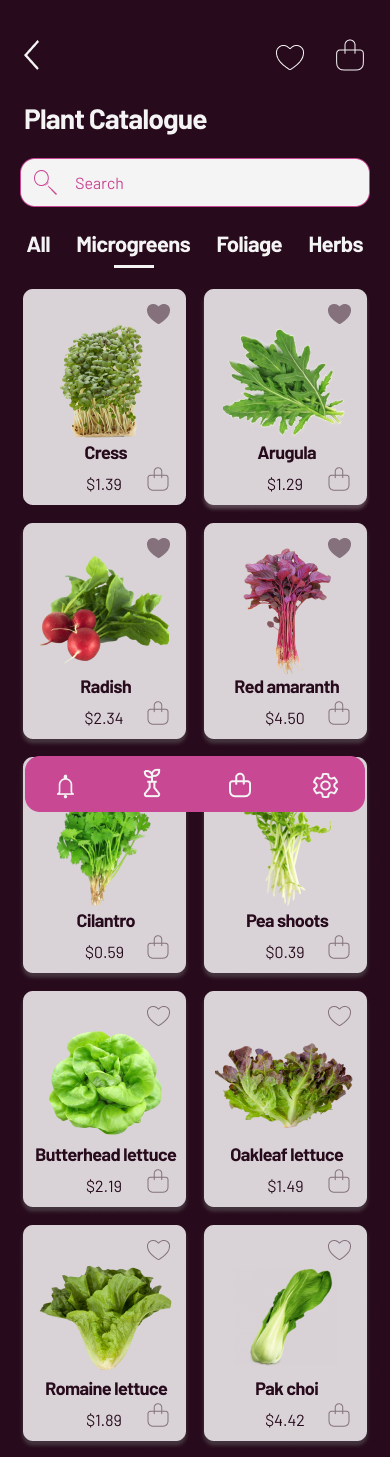 Plant Catalogue
Search
All Microgreens Foliage Herbs
Cress Arugula
$1.39 $1.29
Radish Red amaranth
$2.34 $4.50
Cilantro Pea shoots
$0.59 $0.39
Butterhead lettuce Oakleaf lettuce
$2.19 $1.49
Romaine lettuce Pak choi
$1.89 $4.42